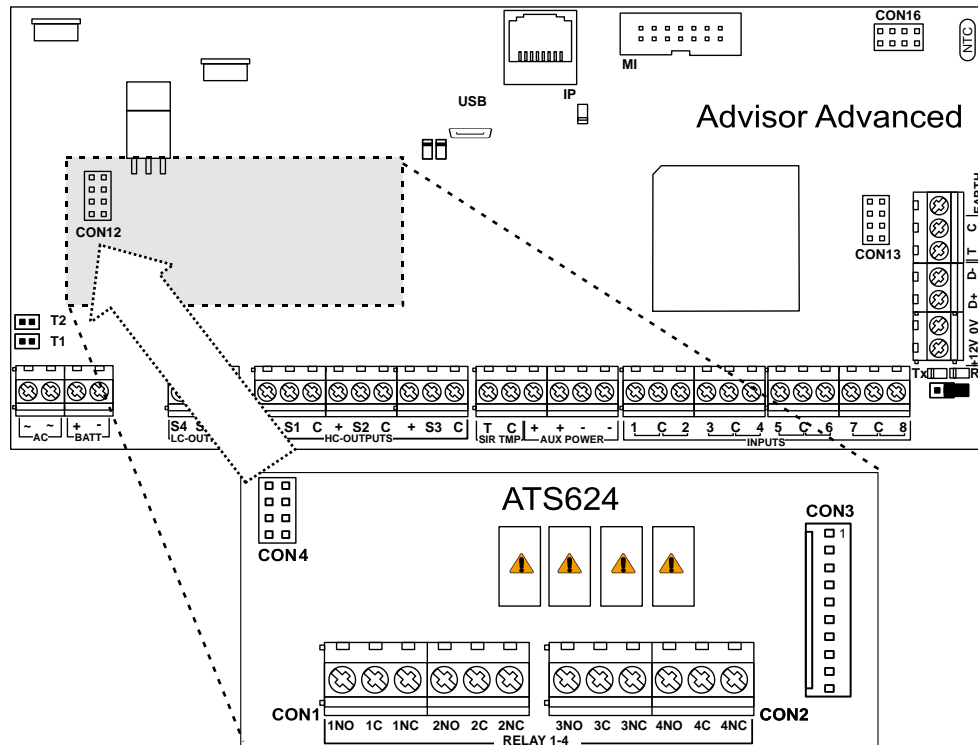 CON16
NTC
MI
IP
USB
Advisor Advanced
CON12
CON13
EARTH
C
T
D-
D+
0V
+12V
T2
T1
Tx
R
~ ~ + -
AC BATT
S4 S
LC-OUT
S1 C + S2 C + S3 C
HC-OUTPUTS
T C + + - -
SIR TMP AUX POWER
1 C 2 3 C 4 5 C 6 7 C 8
INPUTS
ATS624
CON4
CON3
1
CON1
CON2
1NO 1C 1NC 2NO 2C 2NC 3NO 3C 3NC 4NO 4C 4NC
RELAY 1-4